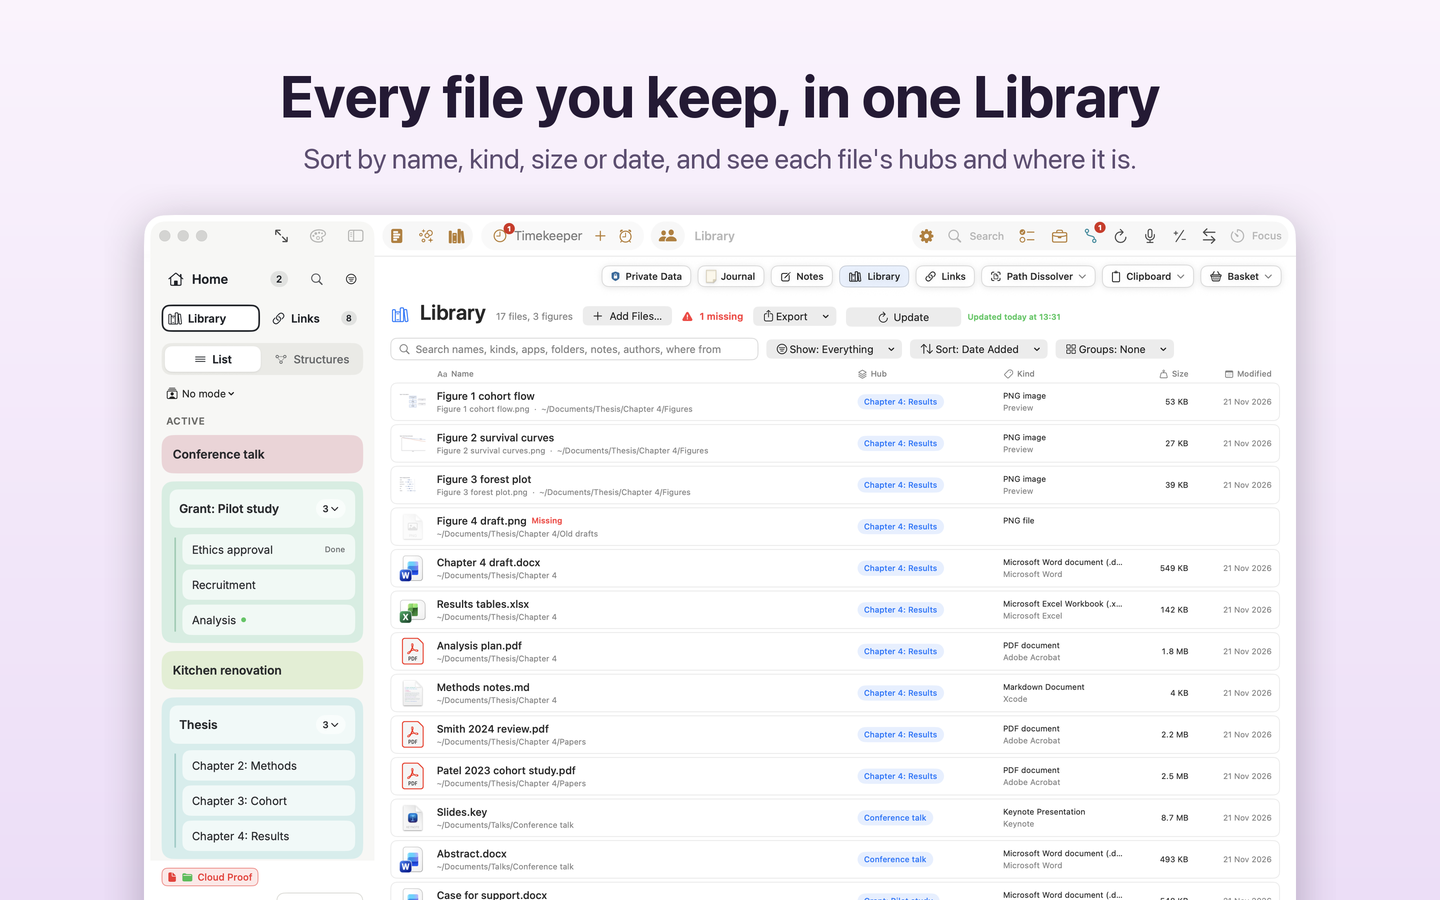 Every file you keep, in one Library
Sort by name, kind, size or date, and see each file's hubs and where it is.
1
Timekeeper
Library
Search
1
Focus
Home
2
Private Data
Journal
Notes
Library
Links
Path Dissolver
Clipboard
Basket
Library
Links
8
Library
17 files, 3 figures
Add Files...
1 missing
Export
Update
Updated today at 13:31
List
Structures
Search names, kinds, apps, folders, notes, authors, where from
Show: Everything
Sort: Date Added
Groups: None
No mode
ACTIVE
Conference talk
Grant: Pilot study
3
Ethics approval
Done
Recruitment
Analysis
Kitchen renovation
Thesis
3
Chapter 2: Methods
Chapter 3: Cohort
Chapter 4: Results
Cloud Proof
Aa Name
Hub
Kind
Size
Modified
Figure 1 cohort flow
Figure 1 cohort flow.png · ~/Documents/Thesis/Chapter 4/Figures
Chapter 4: Results
PNG image
Preview
53 KB
21 Nov 2026
Figure 2 survival curves
Figure 2 survival curves.png · ~/Documents/Thesis/Chapter 4/Figures
Chapter 4: Results
PNG image
Preview
27 KB
21 Nov 2026
Figure 3 forest plot
Figure 3 forest plot.png · ~/Documents/Thesis/Chapter 4/Figures
Chapter 4: Results
PNG image
Preview
39 KB
21 Nov 2026
Figure 4 draft.png Missing
~/Documents/Thesis/Chapter 4/Old drafts
Chapter 4: Results
PNG file
W
Chapter 4 draft.docx
~/Documents/Thesis/Chapter 4
Chapter 4: Results
Microsoft Word document (.d...
Microsoft Word
549 KB
21 Nov 2026
X
Results tables.xlsx
~/Documents/Thesis/Chapter 4
Chapter 4: Results
Microsoft Excel Workbook (.x...
Microsoft Excel
142 KB
21 Nov 2026
PDF
Analysis plan.pdf
~/Documents/Thesis/Chapter 4
Chapter 4: Results
PDF document
Adobe Acrobat
1.8 MB
21 Nov 2026
Methods notes.md
~/Documents/Thesis/Chapter 4
Chapter 4: Results
Markdown Document
Xcode
4 KB
21 Nov 2026
PDF
Smith 2024 review.pdf
~/Documents/Thesis/Chapter 4/Papers
Chapter 4: Results
PDF document
Adobe Acrobat
2.2 MB
21 Nov 2026
PDF
Patel 2023 cohort study.pdf
~/Documents/Thesis/Chapter 4/Papers
Chapter 4: Results
PDF document
Adobe Acrobat
2.5 MB
21 Nov 2026
Slides.key
~/Documents/Talks/Conference talk
Conference talk
Keynote Presentation
Keynote
8.7 MB
21 Nov 2026
W
Abstract.docx
~/Documents/Talks/Conference talk
Conference talk
Microsoft Word document (.d...
Microsoft Word
493 KB
21 Nov 2026
Case for support.docx
Microsoft Word document (.d...